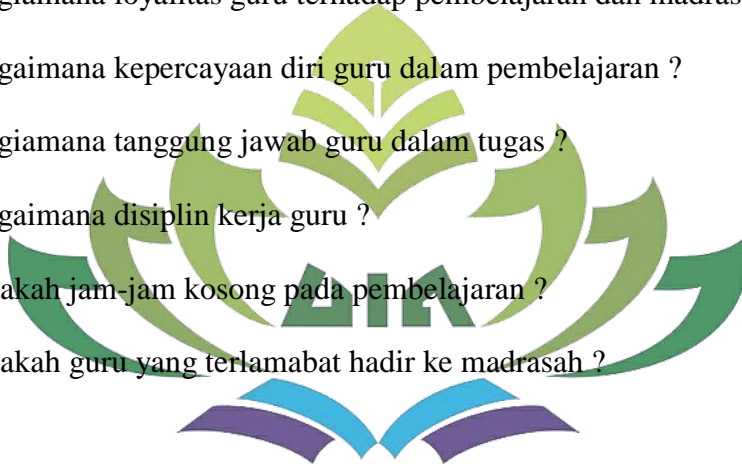 giamana loyalitas guru terhadap pembelajaran dan madras
gaimana kepercayaan diri guru dalam pembelajaran ?
giamana tanggung jawab guru dalam tugas ?
gaimana disiplin kerja guru ?
akah jam-jam kosong pada pembelajaran ?
akah guru yang terlamabat hadir ke madrasah ?